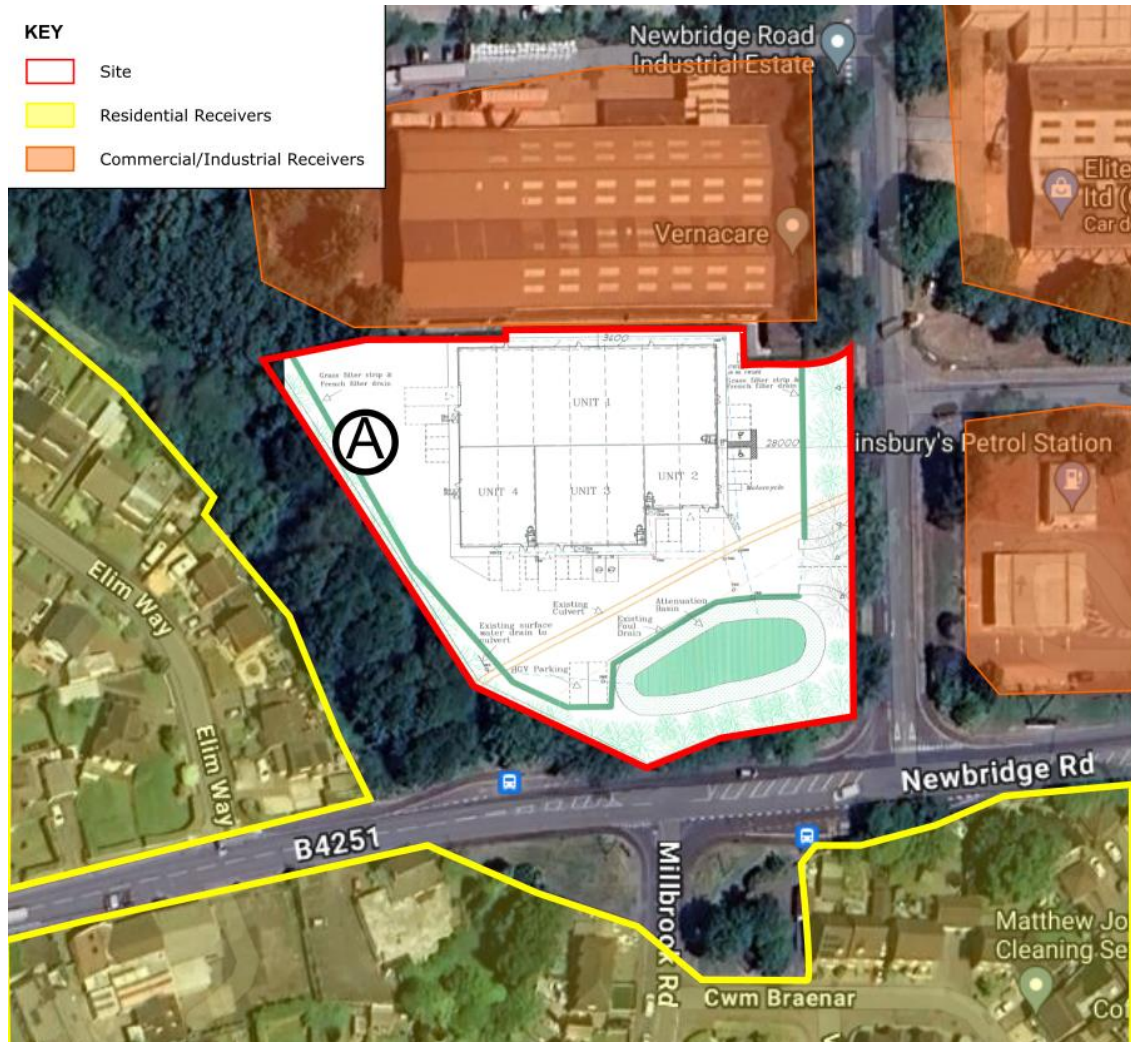 KEY
Site
Residential Receivers
Commercial/Industrial Receivers
Newbridge Road
Industrial Estate
Elite
ltd (
Car d
Vernacare
3600
Grass filter strip &
French filter drain
Grass filter strip &
French filter drain
UNIT 1
A
28000
insbury's Petrol Station
UNIT 4
UNIT 3
UNIT 2
Motorcycle
Elim Way
Existing
Culvert
Attenuation
Basin
Existing
Foul
Drain
Existing surface
water drain to
culvert
HGV Parking
Elim Way
Newbridge Rd
B4251
Millbrook Rd
Matthew Jo
Cleaning Se
Cwm Braenar
Cof